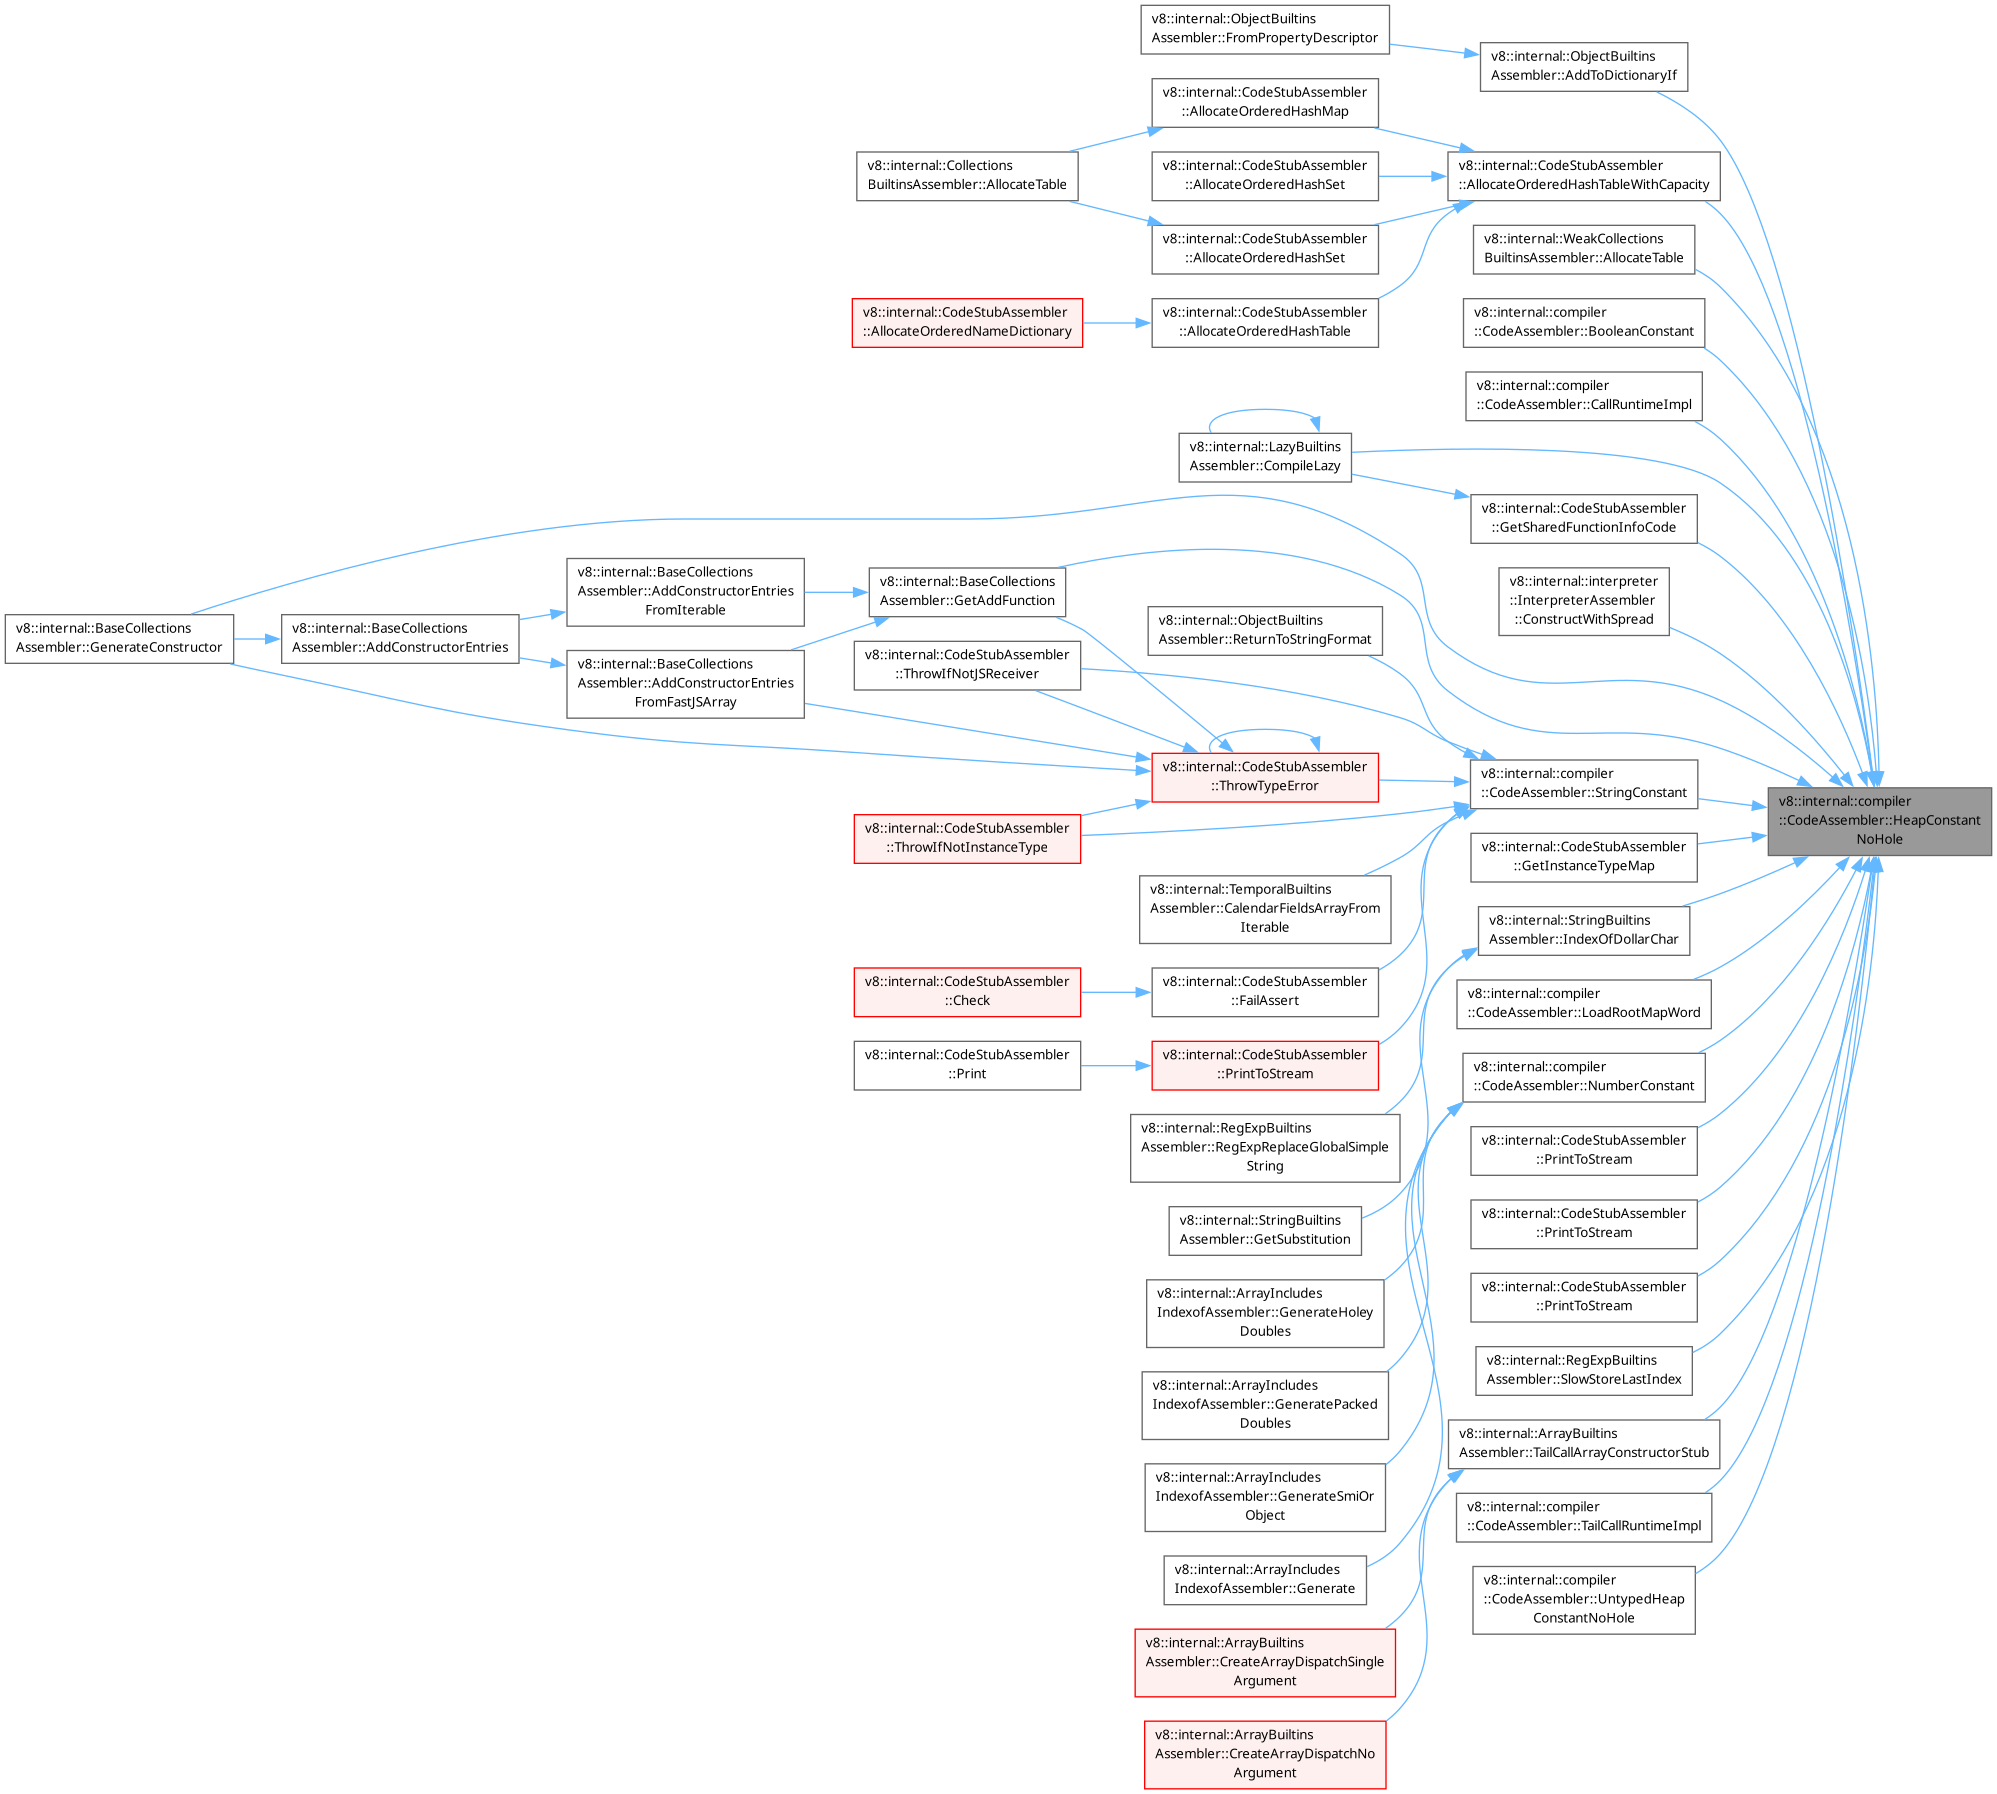 v8::internal::ObjectBuiltins
Assembler::FromPropertyDescriptor
v8::internal::ObjectBuiltins
Assembler::AddToDictionaryIf
v8::internal::CodeStubAssembler
::AllocateOrderedHashMap
v8::internal::Collections
BuiltinsAssembler::AllocateTable
v8::internal::CodeStubAssembler
::AllocateOrderedHashSet
v8::internal::CodeStubAssembler
::AllocateOrderedHashTableWithCapacity
v8::internal::CodeStubAssembler
::AllocateOrderedHashSet
v8::internal::WeakCollections
BuiltinsAssembler::AllocateTable
v8::internal::CodeStubAssembler
::AllocateOrderedNameDictionary
v8::internal::CodeStubAssembler
::AllocateOrderedHashTable
v8::internal::compiler
::CodeAssembler::BooleanConstant
v8::internal::compiler
::CodeAssembler::CallRuntimeImpl
v8::internal::LazyBuiltins
Assembler::CompileLazy
v8::internal::CodeStubAssembler
::GetSharedFunctionInfoCode
v8::internal::BaseCollections
Assembler::AddConstructorEntries
FromIterable
v8::internal::BaseCollections
Assembler::GetAddFunction
v8::internal::interpreter
::InterpreterAssembler
::ConstructWithSpread
v8::internal::BaseCollections
Assembler::GenerateConstructor
v8::internal::BaseCollections
Assembler::AddConstructorEntries
v8::internal::ObjectBuiltins
Assembler::ReturnToStringFormat
v8::internal::BaseCollections
Assembler::AddConstructorEntries
FromFastJSArray
v8::internal::CodeStubAssembler
::ThrowIfNotJSReceiver
v8::internal::CodeStubAssembler
::ThrowTypeError
v8::internal::compiler
::CodeAssembler::StringConstant
v8::internal::compiler
::CodeAssembler::HeapConstant
NoHole
v8::internal::CodeStubAssembler
::ThrowIfNotInstanceType
v8::internal::CodeStubAssembler
::GetInstanceTypeMap
v8::internal::TemporalBuiltins
Assembler::CalendarFieldsArrayFrom
Iterable
v8::internal::StringBuiltins
Assembler::IndexOfDollarChar
v8::internal::CodeStubAssembler
::Check
v8::internal::CodeStubAssembler
::FailAssert
v8::internal::compiler
::CodeAssembler::LoadRootMapWord
v8::internal::CodeStubAssembler
::Print
v8::internal::CodeStubAssembler
::PrintToStream
v8::internal::compiler
::CodeAssembler::NumberConstant
v8::internal::RegExpBuiltins
Assembler::RegExpReplaceGlobalSimple
String
v8::internal::CodeStubAssembler
::PrintToStream
v8::internal::StringBuiltins
Assembler::GetSubstitution
v8::internal::CodeStubAssembler
::PrintToStream
v8::internal::ArrayIncludes
IndexofAssembler::GenerateHoley
Doubles
v8::internal::CodeStubAssembler
::PrintToStream
v8::internal::ArrayIncludes
IndexofAssembler::GeneratePacked
Doubles
v8::internal::RegExpBuiltins
Assembler::SlowStoreLastIndex
v8::internal::ArrayIncludes
IndexofAssembler::GenerateSmiOr
Object
v8::internal::ArrayBuiltins
Assembler::TailCallArrayConstructorStub
v8::internal::compiler
::CodeAssembler::TailCallRuntimeImpl
v8::internal::ArrayIncludes
IndexofAssembler::Generate
v8::internal::compiler
::CodeAssembler::UntypedHeap
ConstantNoHole
v8::internal::ArrayBuiltins
Assembler::CreateArrayDispatchSingle
Argument
v8::internal::ArrayBuiltins
Assembler::CreateArrayDispatchNo
Argument